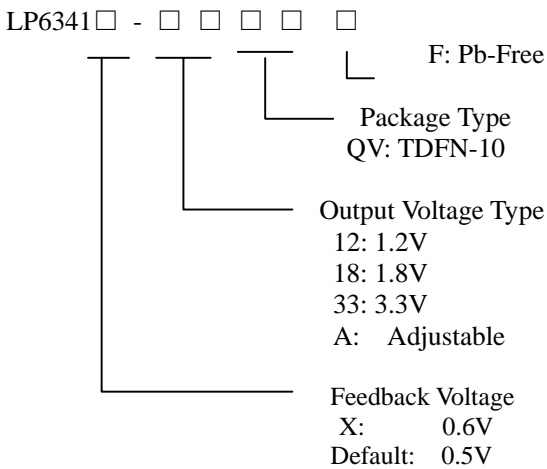 LP6341□ - □ □ □ □ □
F: Pb-Free
Package Type
QV: TDFN-10
Output Voltage Type
12: 1.2V
18: 1.8V
33: 3.3V
A: Adjustable
Feedback Voltage
X: 0.6V
Default: 0.5V